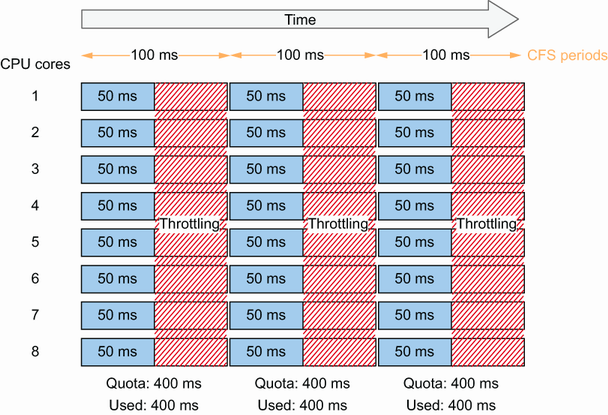 Time
100 ms 100 ms 100 ms CFS periods
CPU cores
1 50 ms 50 ms 50 ms
2 50 ms 50 ms 50 ms
3 50 ms 50 ms 50 ms
4 50 ms 50 ms 50 ms
Throttling Throttling Throttling
5 50 ms 50 ms 50 ms
6 50 ms 50 ms 50 ms
7 50 ms 50 ms 50 ms
8 50 ms 50 ms 50 ms
Quota: 400 ms Quota: 400 ms Quota: 400 ms
Used: 400 ms Used: 400 ms Used: 400 ms